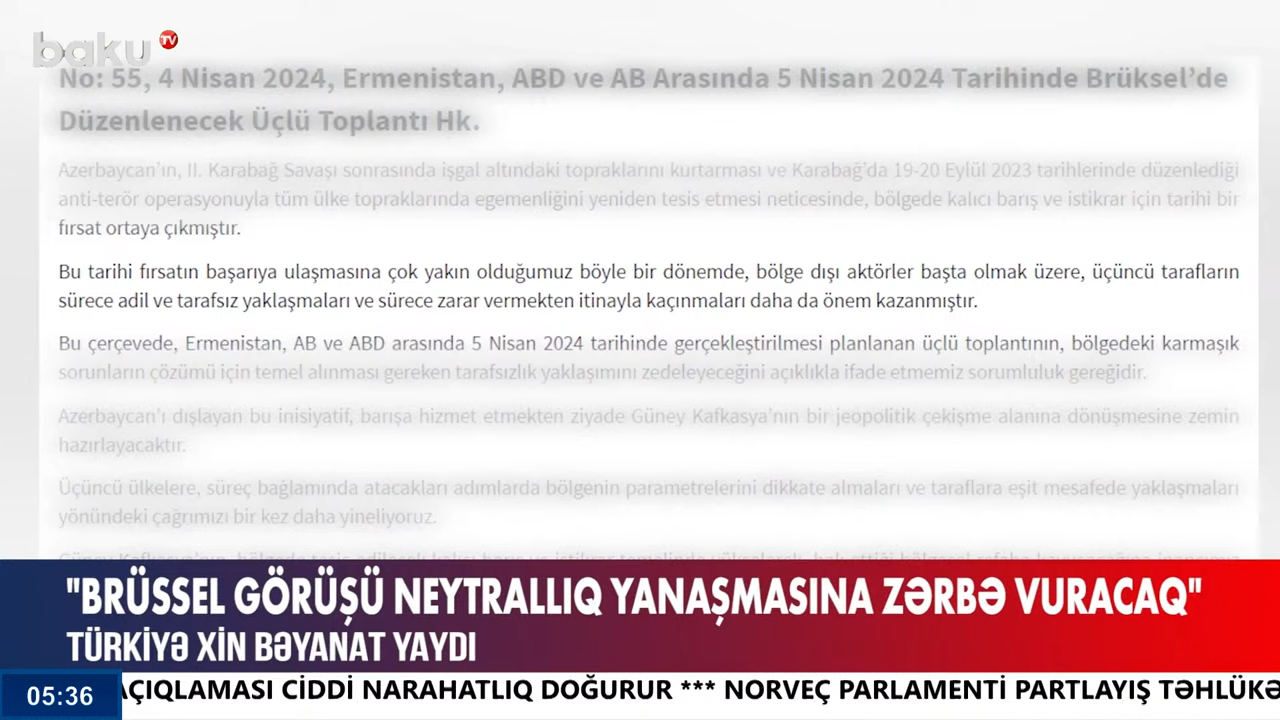 baku TV
No: 55, 4 Nisan 2024, Ermenistan, ABD ve AB Arasında 5 Nisan 2024 Tarihinde Brüksel’de
Düzenlenecek Üçlü Toplantı Hk.
Azerbaycan’ın, II. Karabağ Savaşı sonrasında işgal altındaki topraklarını kurtarması ve Karabağ’da 19-20 Eylül 2023 tarihlerinde düzenlediği
anti-terör operasyonuyla tüm ülke topraklarında egemenliğini yeniden tesis etmesi neticesinde, bölgede kalıcı barış ve istikrar için tarihi bir
fırsat ortaya çıkmıştır.
Bu tarihi fırsatın başarıya ulaşmasına çok yakın olduğumuz böyle bir dönemde, bölge dışı aktörler başta olmak üzere, üçüncü tarafların
sürece adil ve tarafsız yaklaşmaları ve sürece zarar vermekten itinayla kaçınmaları daha da önem kazanmıştır.
Bu çerçevede, Ermenistan, AB ve ABD arasında 5 Nisan 2024 tarihinde gerçekleştirilmesi planlanan üçlü toplantının, bölgedeki karmaşık
sorunların çözümü için temel alınması gereken tarafsızlık yaklaşımını zedeleyeceğini açıklıkla ifade etmemiz sorumluluk gereğidir.
Azerbaycan’ı dışlayan bu inisiyatif, barışa hizmet etmekten ziyade Güney Kafkasya’nın bir jeopolitik çekişme alanına dönüşmesine zemin
hazırlayacaktır.
Üçüncü ülkelere, süreç bağlamında atacakları adımlarda bölgenin parametrelerini dikkate almaları ve taraflara eşit mesafede yaklaşmaları
yönündeki çağrımızı bir kez daha yineliyoruz.
"BRÜSSEL GÖRÜŞÜ NEYTRALLIQ YANAŞMASINA ZƏRBƏ VURACAQ"
TÜRKİYƏ XİN BƏYANAT YAYDI
05:36 AÇIQLAMASI CİDDİ NARAHATLIQ DOĞURUR *** NORVEÇ PARLAMENTİ PARTLAYIŞ TƏHLÜKƏ